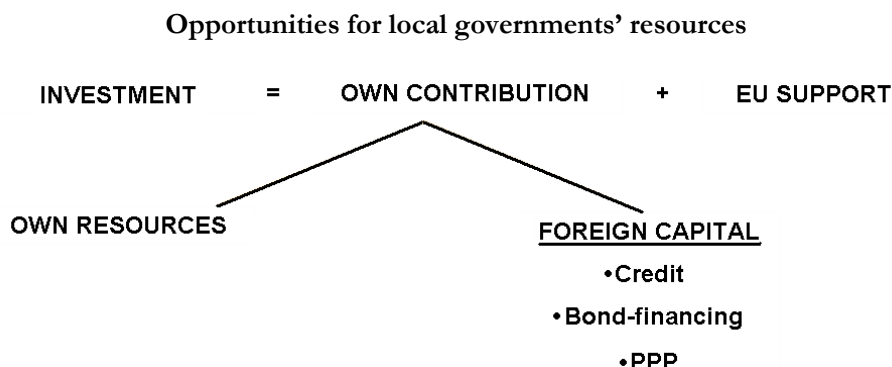 Opportunities for local governments’ resources
INVESTMENT = OWN CONTRIBUTION + EU SUPPORT
OWN RESOURCES
FOREIGN CAPITAL
•Credit
•Bond-financing
•PPP